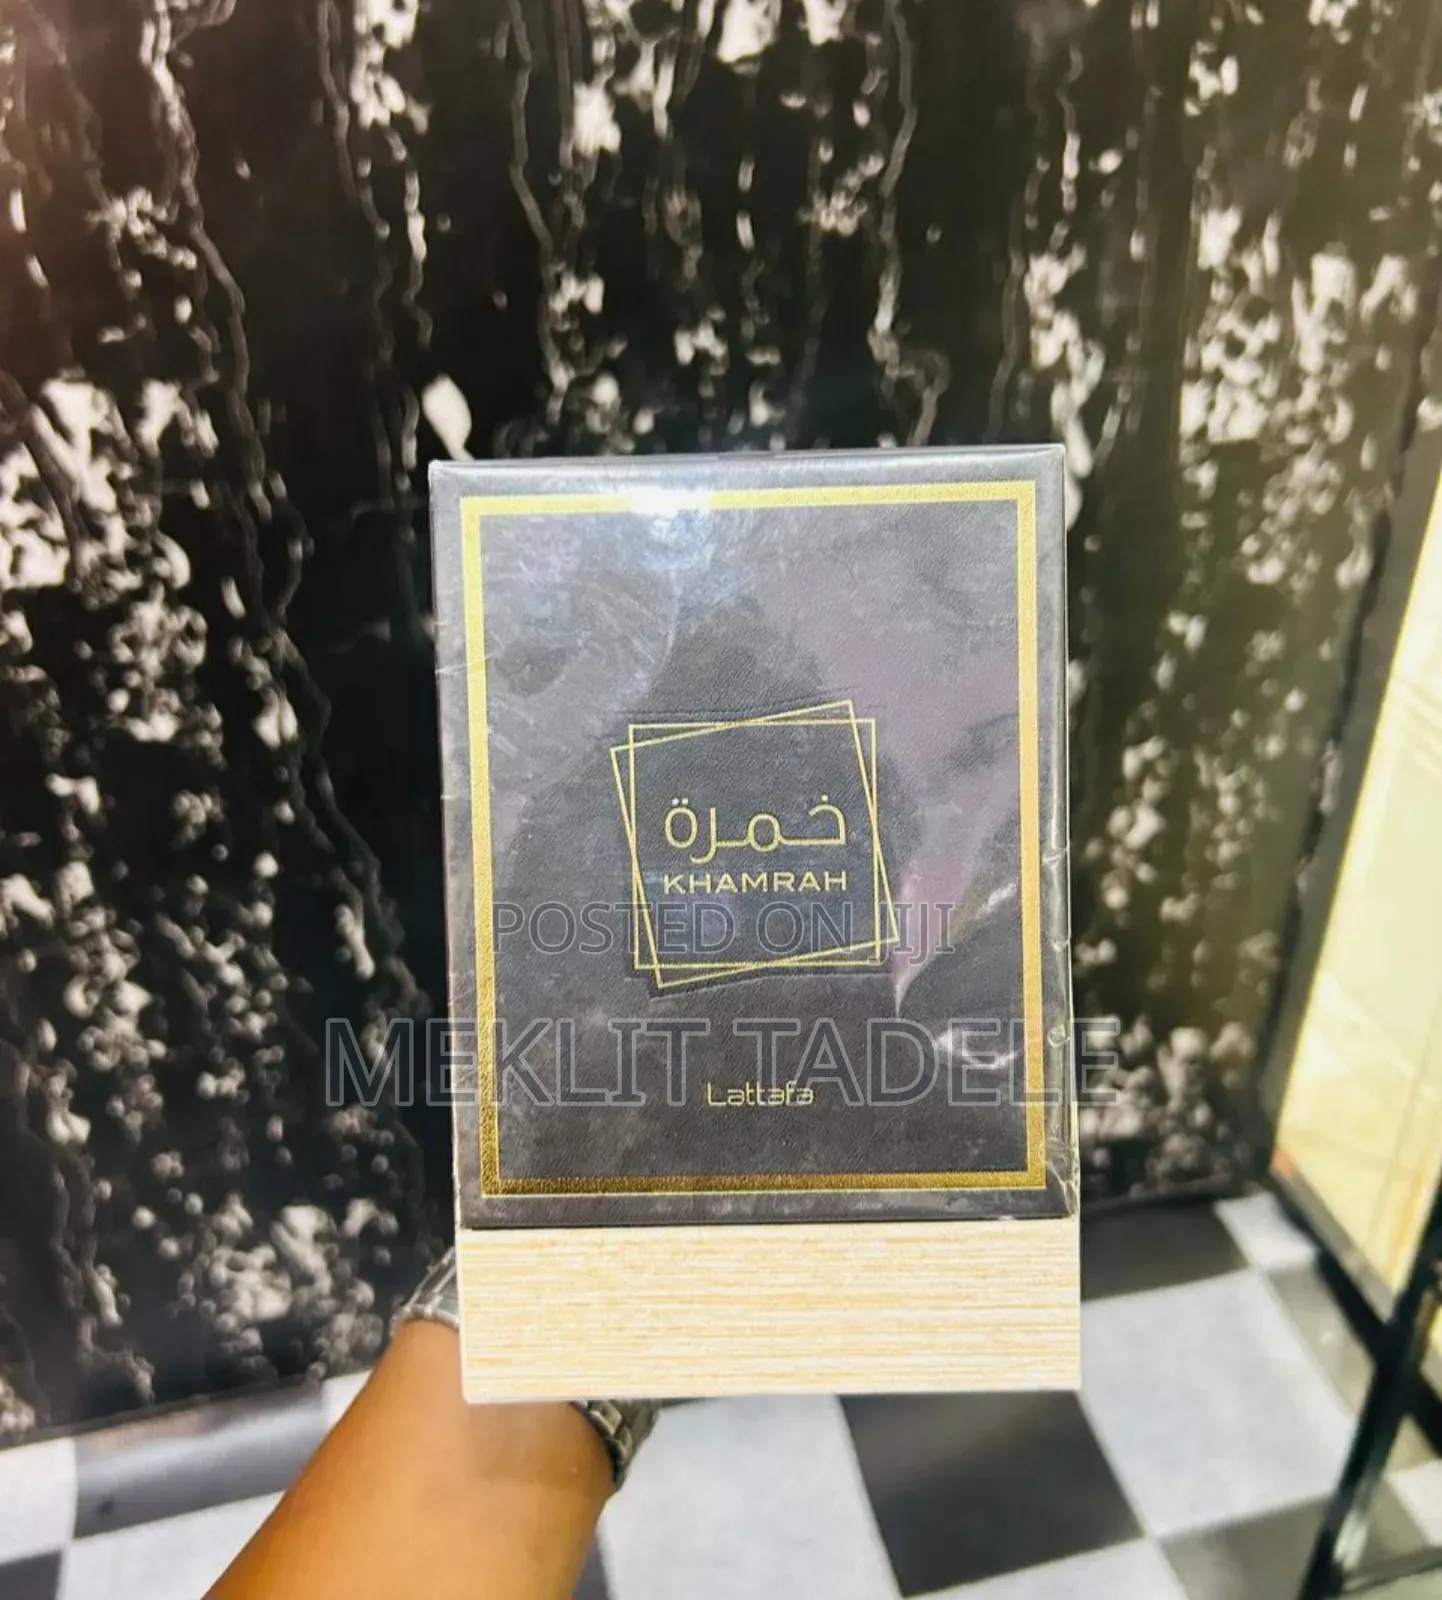 خمرة
KHAMRAH
POSTED ON JIJI
MEKLIT TADELE
Lattafa